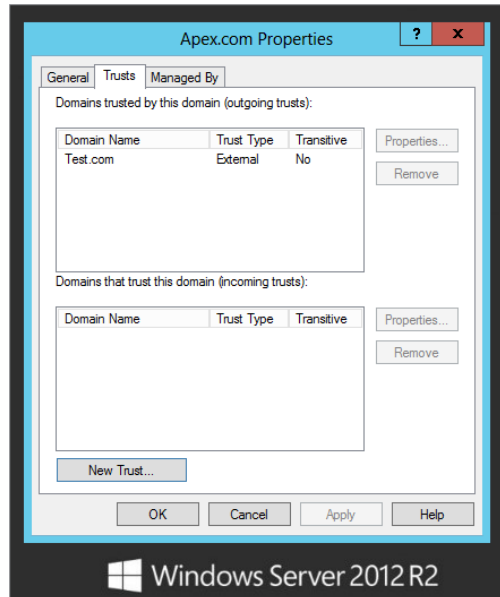 Apex.com Properties
?
x
General
Trusts
Managed By
Domains trusted by this domain (outgoing trusts):
Domain Name Trust Type Transitive
Test.com External No
Properties...
Remove
Domains that trust this domain (incoming trusts):
Domain Name Trust Type Transitive
Properties...
Remove
New Trust...
OK Cancel Apply Help
Windows Server 2012 R2